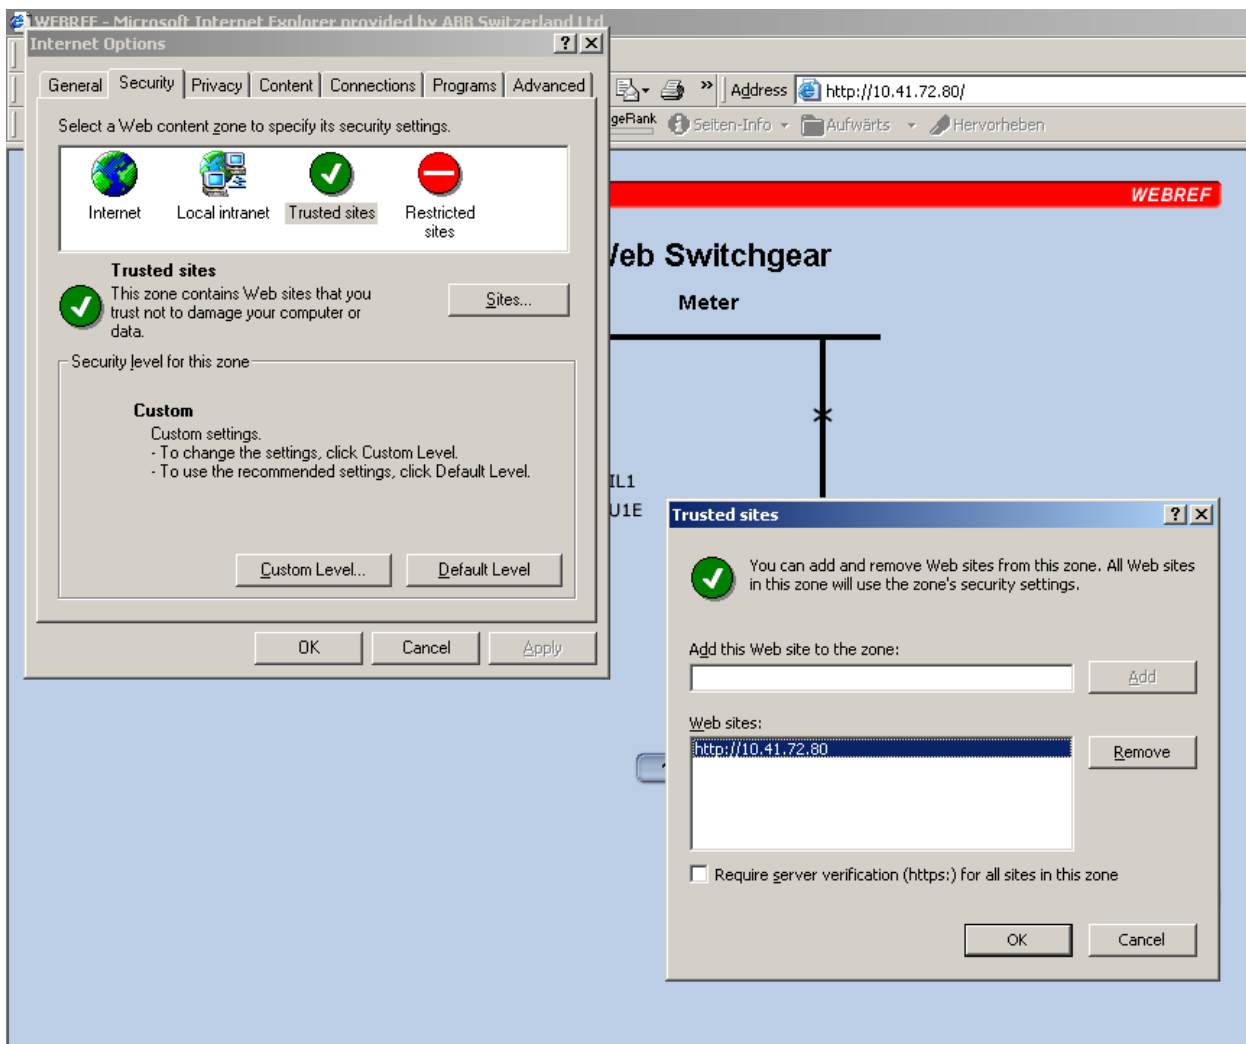 WEBREF - Microsoft Internet Explorer provided by ABB Switzerland Ltd
Internet Options
General Security Privacy Content Connections Programs Advanced
Select a Web content zone to specify its security settings.
Internet
Local intranet
Trusted sites
Restricted
sites
Trusted sites
This zone contains Web sites that you
trust not to damage your computer or
data.
Sites...
Security level for this zone
Custom
Custom settings.
- To change the settings, click Custom Level.
- To use the recommended settings, click Default Level.
Custom Level...
Default Level
OK
Cancel
Apply
Address
http://10.41.72.80/
geRank
Seiten-Info
Aufwärts
Hervorheben
WEBREF
Web Switchgear
Meter
IL1
U1E
Trusted sites
You can add and remove Web sites from this zone. All Web sites
in this zone will use the zone's security settings.
Add this Web site to the zone:
Add
Web sites:
http://10.41.72.80
Remove
Require server verification (https:) for all sites in this zone
OK
Cancel